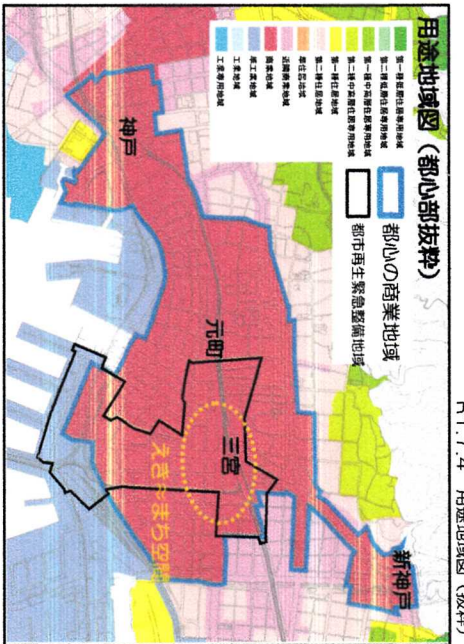 R1.7.4 用途地域図(抜粋)
用途地域図(都心部抜粋)
第一種低層住居専用地域
第二種低層住居専用地域
第一種中高層住居専用地域
第二種中高層住居専用地域
第一種住居地域
第二種住居地域
準住居地域
近隣商業地域
商業地域
準工業地域
工業地域
工業専用地域
都心の商業地域
都市再生緊急整備地域
新神戸
三宮
えきまち空間
元町
神戸